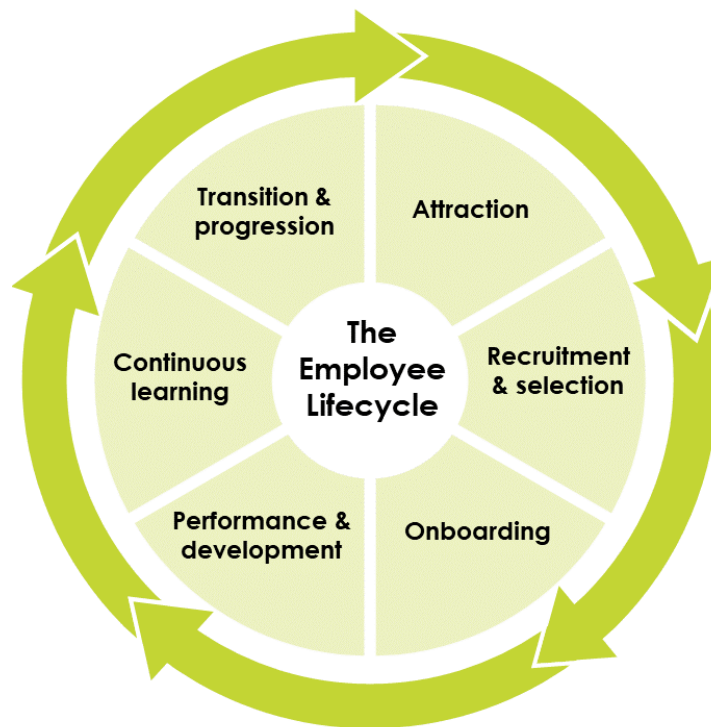 The
Employee
Lifecycle
Attraction
Recruitment
& selection
Onboarding
Performance &
development
Continuous
learning
Transition &
progression